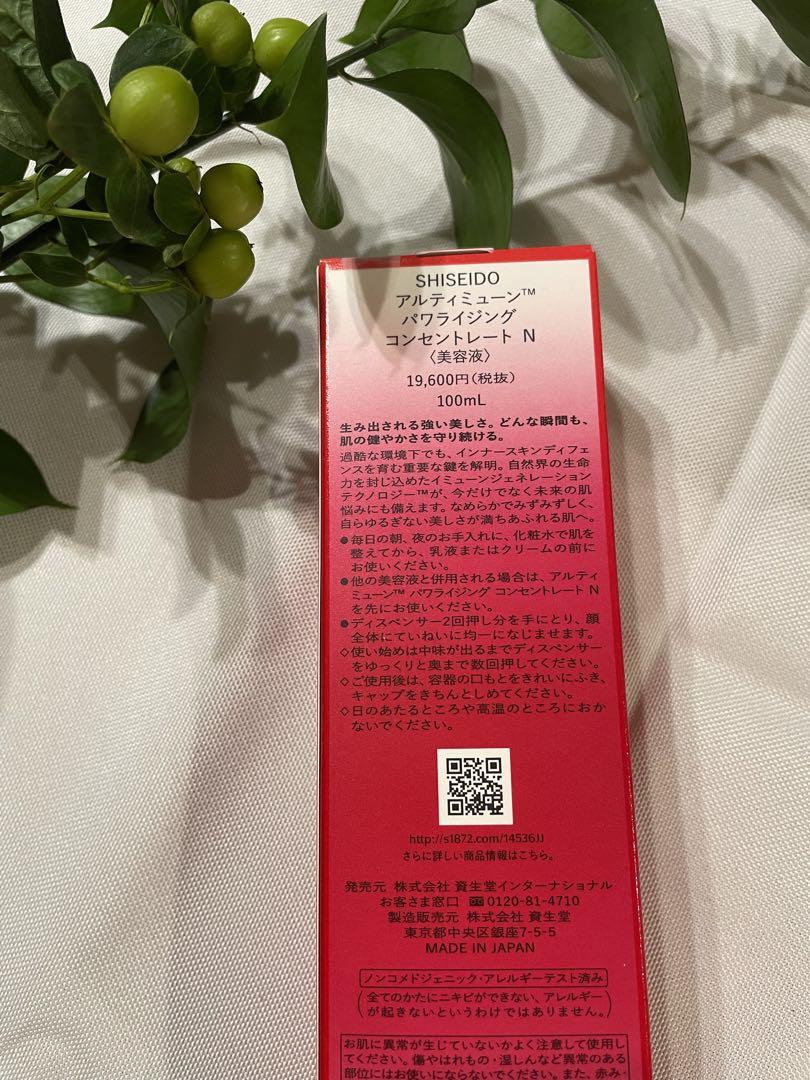 SHISEIDO
アルティミューン™
パワライジング
コンセントレート N
〈美容液〉
19,600円(税抜)
100mL
生み出される強い美しさ。どんな瞬間も、
肌の健やかさを守り続ける。
過酷な環境下でも、インナースキンディフェ
ンスを育む重要な鍵を解明。自然界の生命
力を封じ込めたイミューンジェネレーション
テクノロジー™が、今だけでなく未来の肌
悩みにも備えます。なめらかでみずみずしく、
自らゆるぎない美しさが満ちあふれる肌へ。
●毎日の朝、夜のお手入れに、化粧水で肌を
整えてから、乳液またはクリームの前に
お使いください。
●他の美容液と併用される場合は、アルティ
ミューン™ パワライジング コンセントレート N
を先にお使いください。
●ディスペンサー2回押し分を手にとり、顔
全体にていねいに均一になじませます。
◇使い始めは中味が出るまでディスペンサー
をゆっくりと奥まで数回押してください。
◇ご使用後は、容器の口もとをきれいにふき、
キャップをきちんとしめてください。
◇日のあたるところや高温のところにおか
ないでください。
http://s1872.com/14536JJ
さらに詳しい商品情報はこちら。
発売元 株式会社 資生堂インターナショナル
お客さま窓口 0120-81-4710
製造販売元 株式会社 資生堂
東京都中央区銀座7-5-5
MADE IN JAPAN
ノンコメドジェニック・アレルギーテスト済み
(全てのかたにニキビができない、アレルギー
が起きないというわけではありません。)
お肌に異常が生じていないかよく注意して使用し
てください。傷やはれもの・湿しんなど異常のある
部位にはお使いにならないでください。また、赤み・